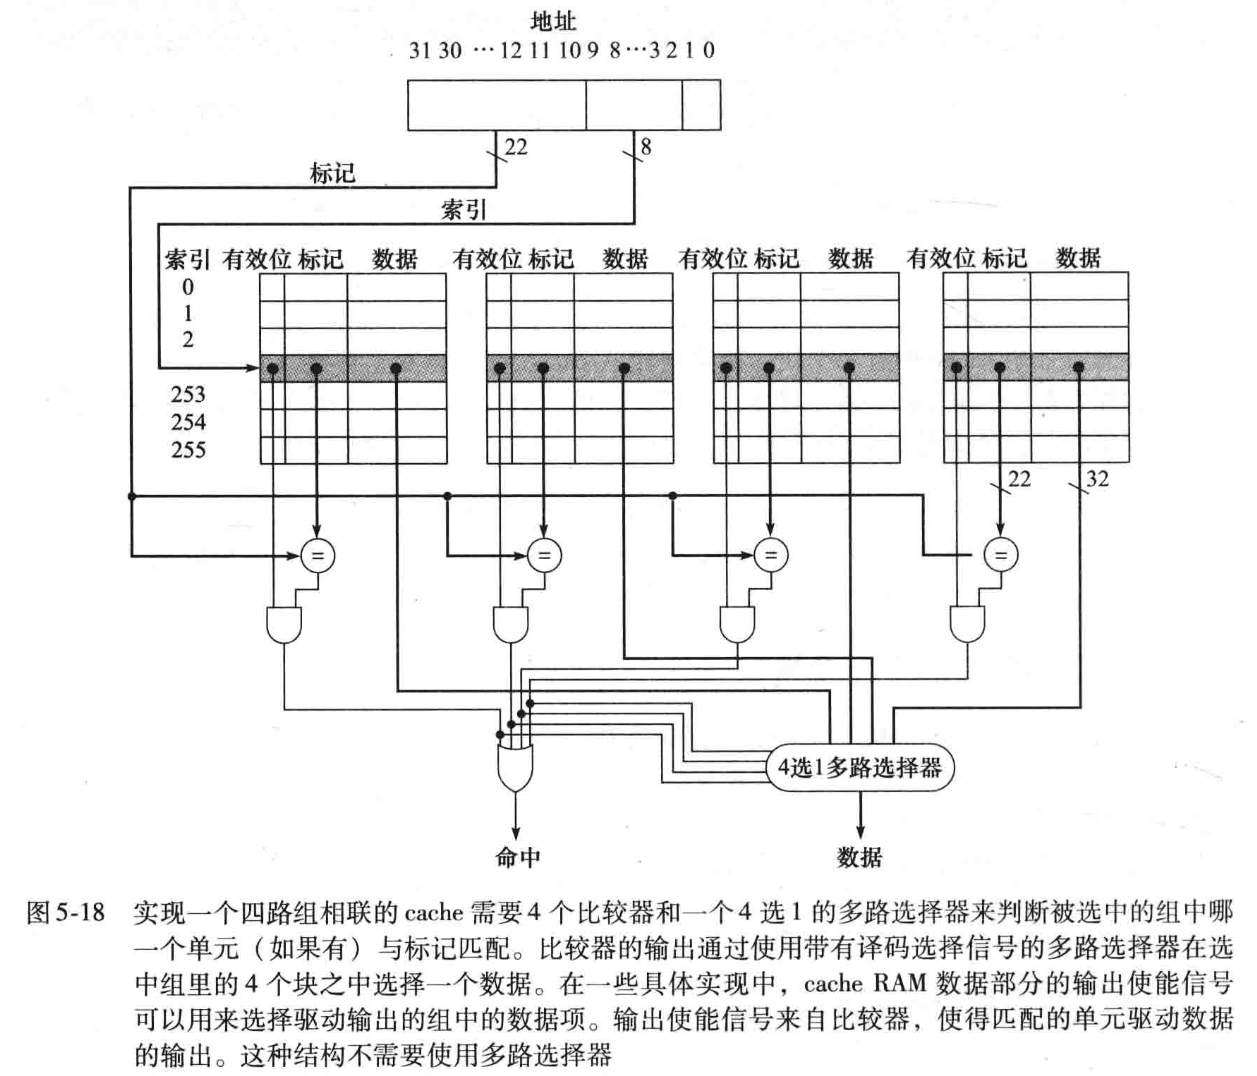 地址
31 30 ···12 11 10 9 8···3 2 1 0
22
8
标记
索引
索引 有效位 标记 数据 有效位 标记 数据 有效位 标记 数据 有效位 标记 数据
0
1
2
253
254
255
22
32
= = = =
4选1多路选择器
命中
数据
图5-18 实现一个四路组相联的 cache 需要4个比较器和一个4选1的多路选择器来判断被选中的组中哪
一个单元（如果有）与标记匹配。比较器的输出通过使用带有译码选择信号的多路选择器在选
中组里的4个块之中选择一个数据。在一些具体实现中，cache RAM 数据部分的输出使能信号
可以用来选择驱动输出的组中的数据项。输出使能信号来自比较器，使得匹配的单元驱动数据
的输出。这种结构不需要使用多路选择器